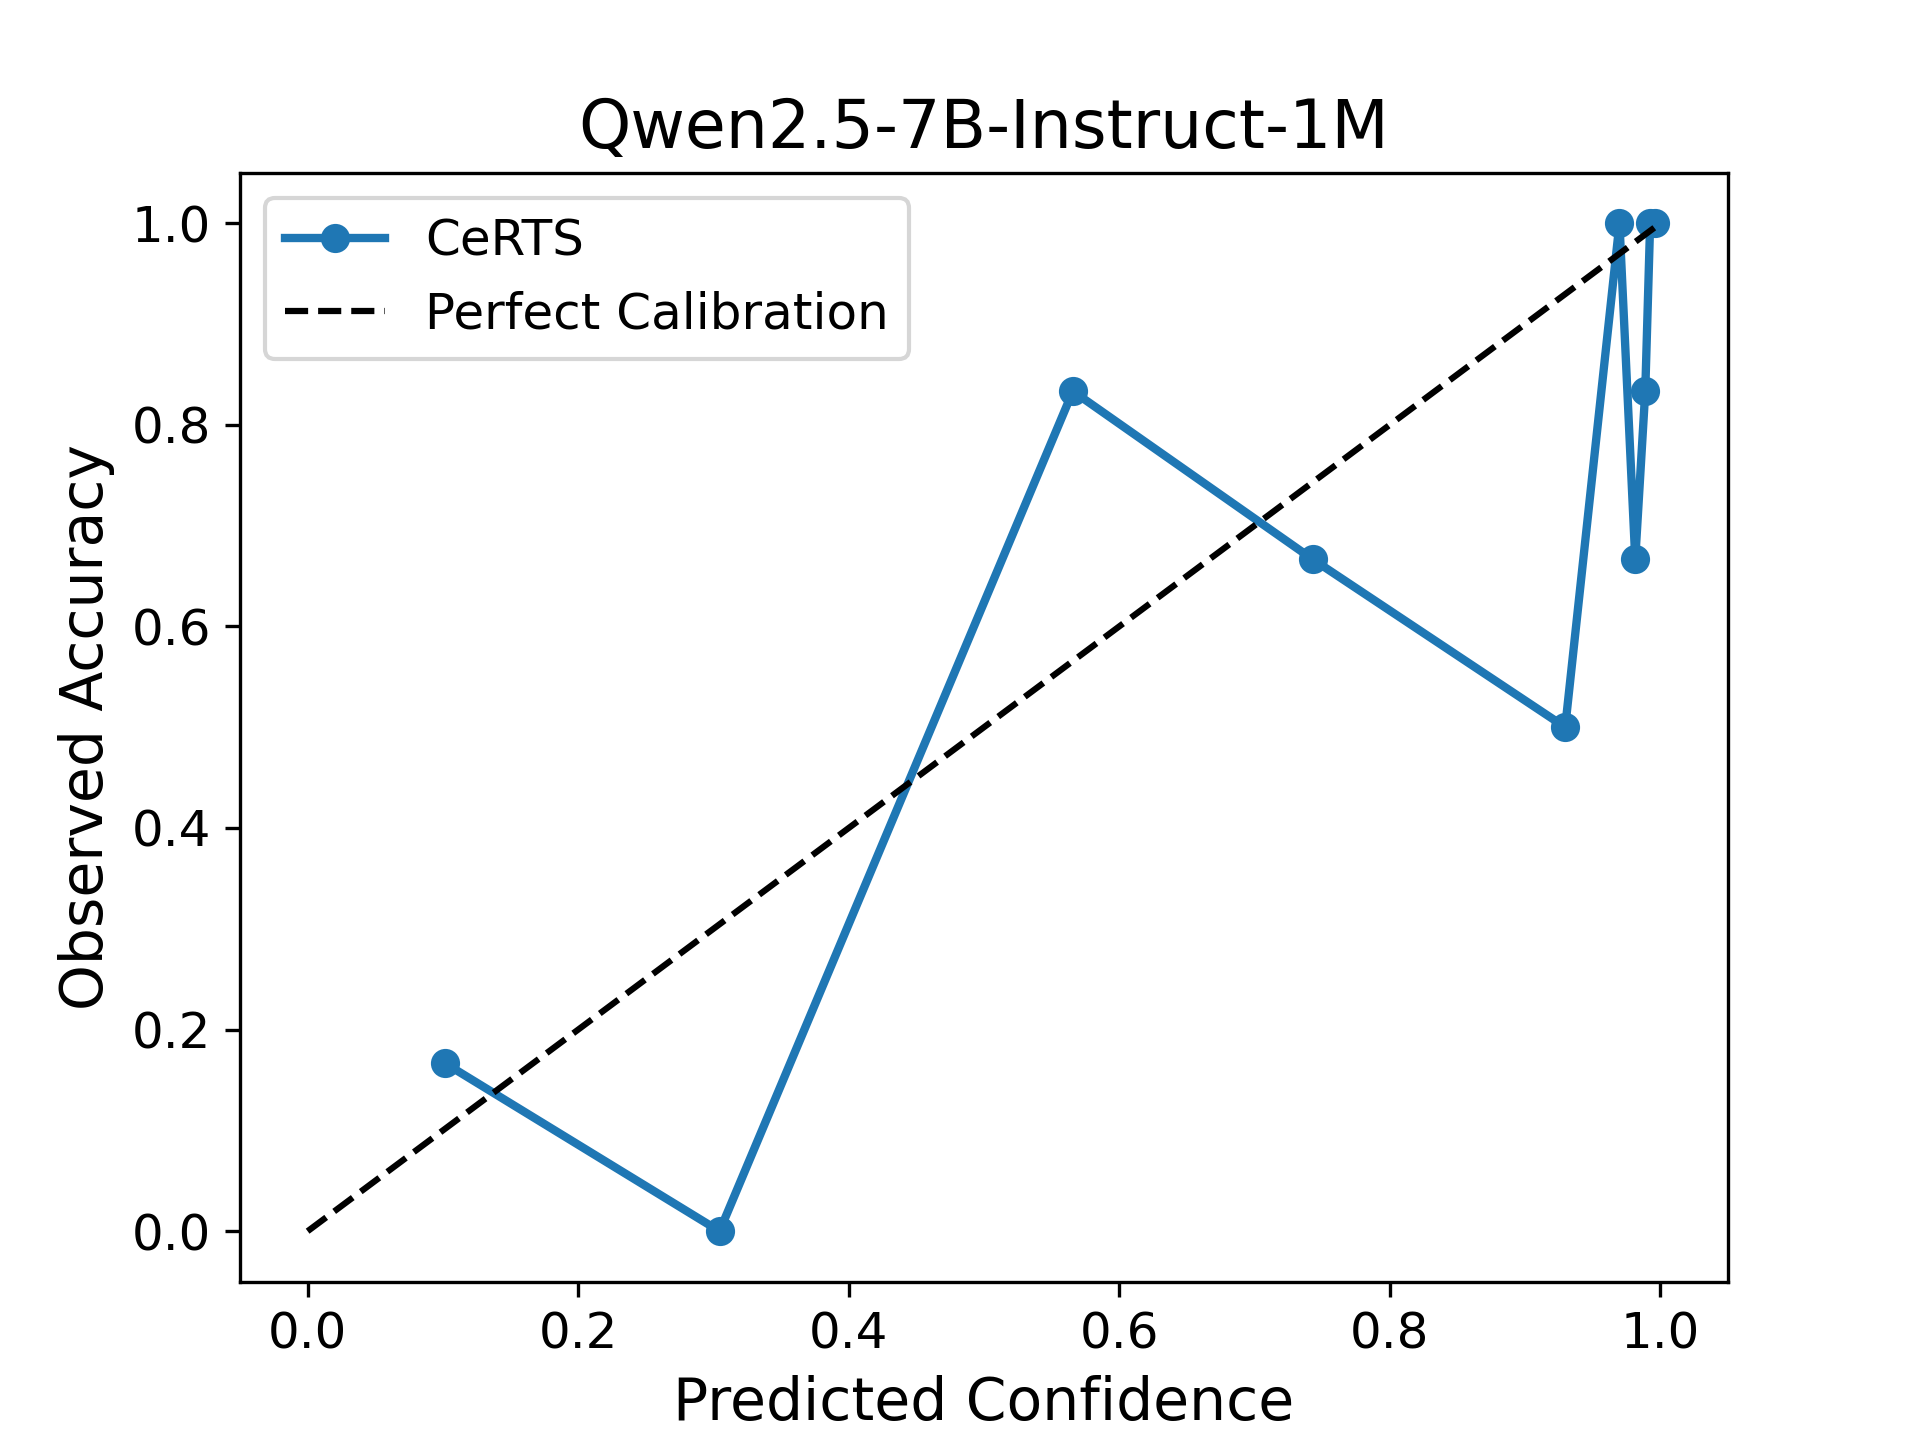 Qwen2.5-7B-Instruct-1M
CeRTS
Perfect Calibration
1.0
0.8
0.6
0.4
0.2
0.0
Observed Accuracy
0.0 0.2 0.4 0.6 0.8 1.0
Predicted Confidence